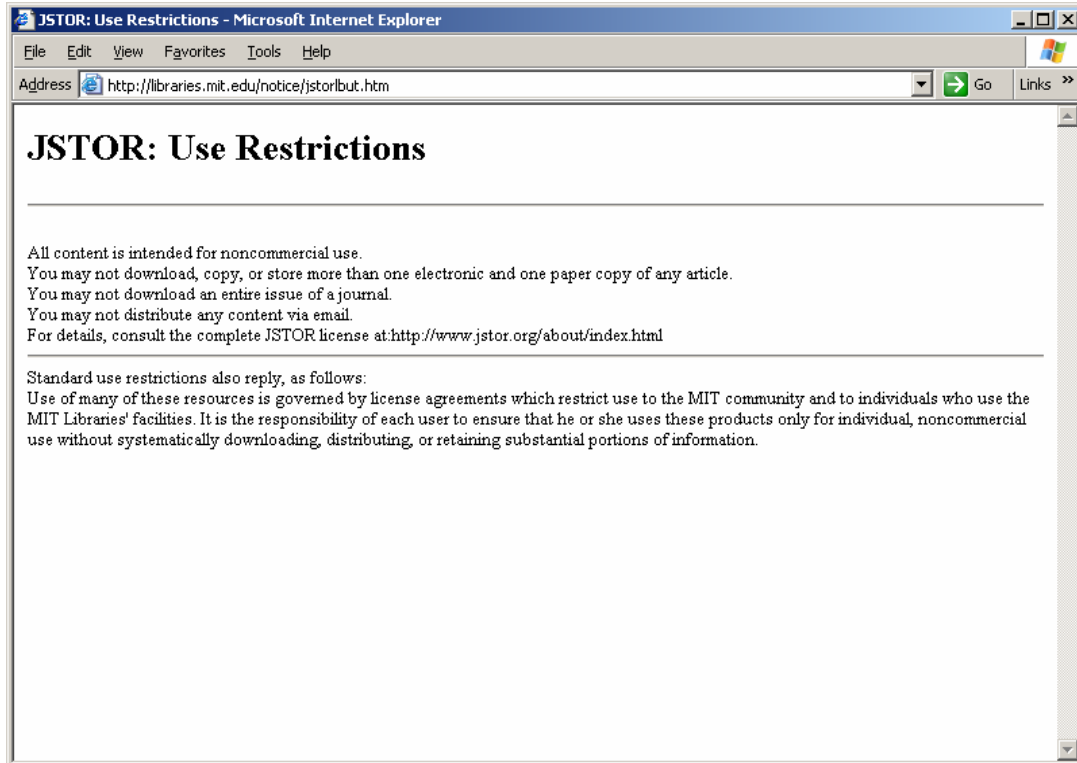 JSTOR: Use Restrictions - Microsoft Internet Explorer
File Edit View Favorites Tools Help
Address http://libraries.mit.edu/notice/jstorlbut.htm Go Links »
JSTOR: Use Restrictions
All content is intended for noncommercial use.
You may not download, copy, or store more than one electronic and one paper copy of any article.
You may not download an entire issue of a journal.
You may not distribute any content via email.
For details, consult the complete JSTOR license at:http://www.jstor.org/about/index.html
Standard use restrictions also reply, as follows:
Use of many of these resources is governed by license agreements which restrict use to the MIT community and to individuals who use the
MIT Libraries' facilities. It is the responsibility of each user to ensure that he or she uses these products only for individual, noncommercial
use without systematically downloading, distributing, or retaining substantial portions of information.